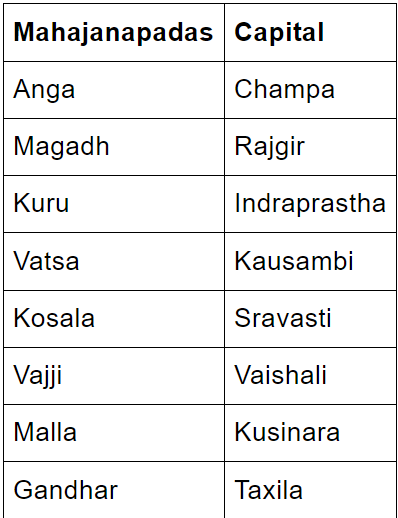 Mahajanapadas Capital
Anga Champa
Magadh Rajgir
Kuru Indraprastha
Vatsa Kausambi
Kosala Sravasti
Vajji Vaishali
Malla Kusinara
Gandhar Taxila